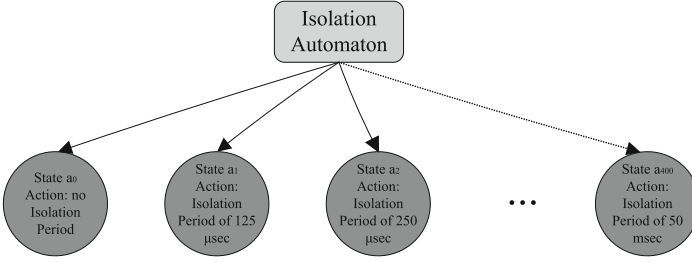 Isolation
Automaton
State a0
Action: no
Isolation
Period
State a1
Action:
Isolation
Period of 125
μsec
State a2
Action:
Isolation
Period of 250
μsec
•••
State a400
Action:
Isolation
Period of 50
msec